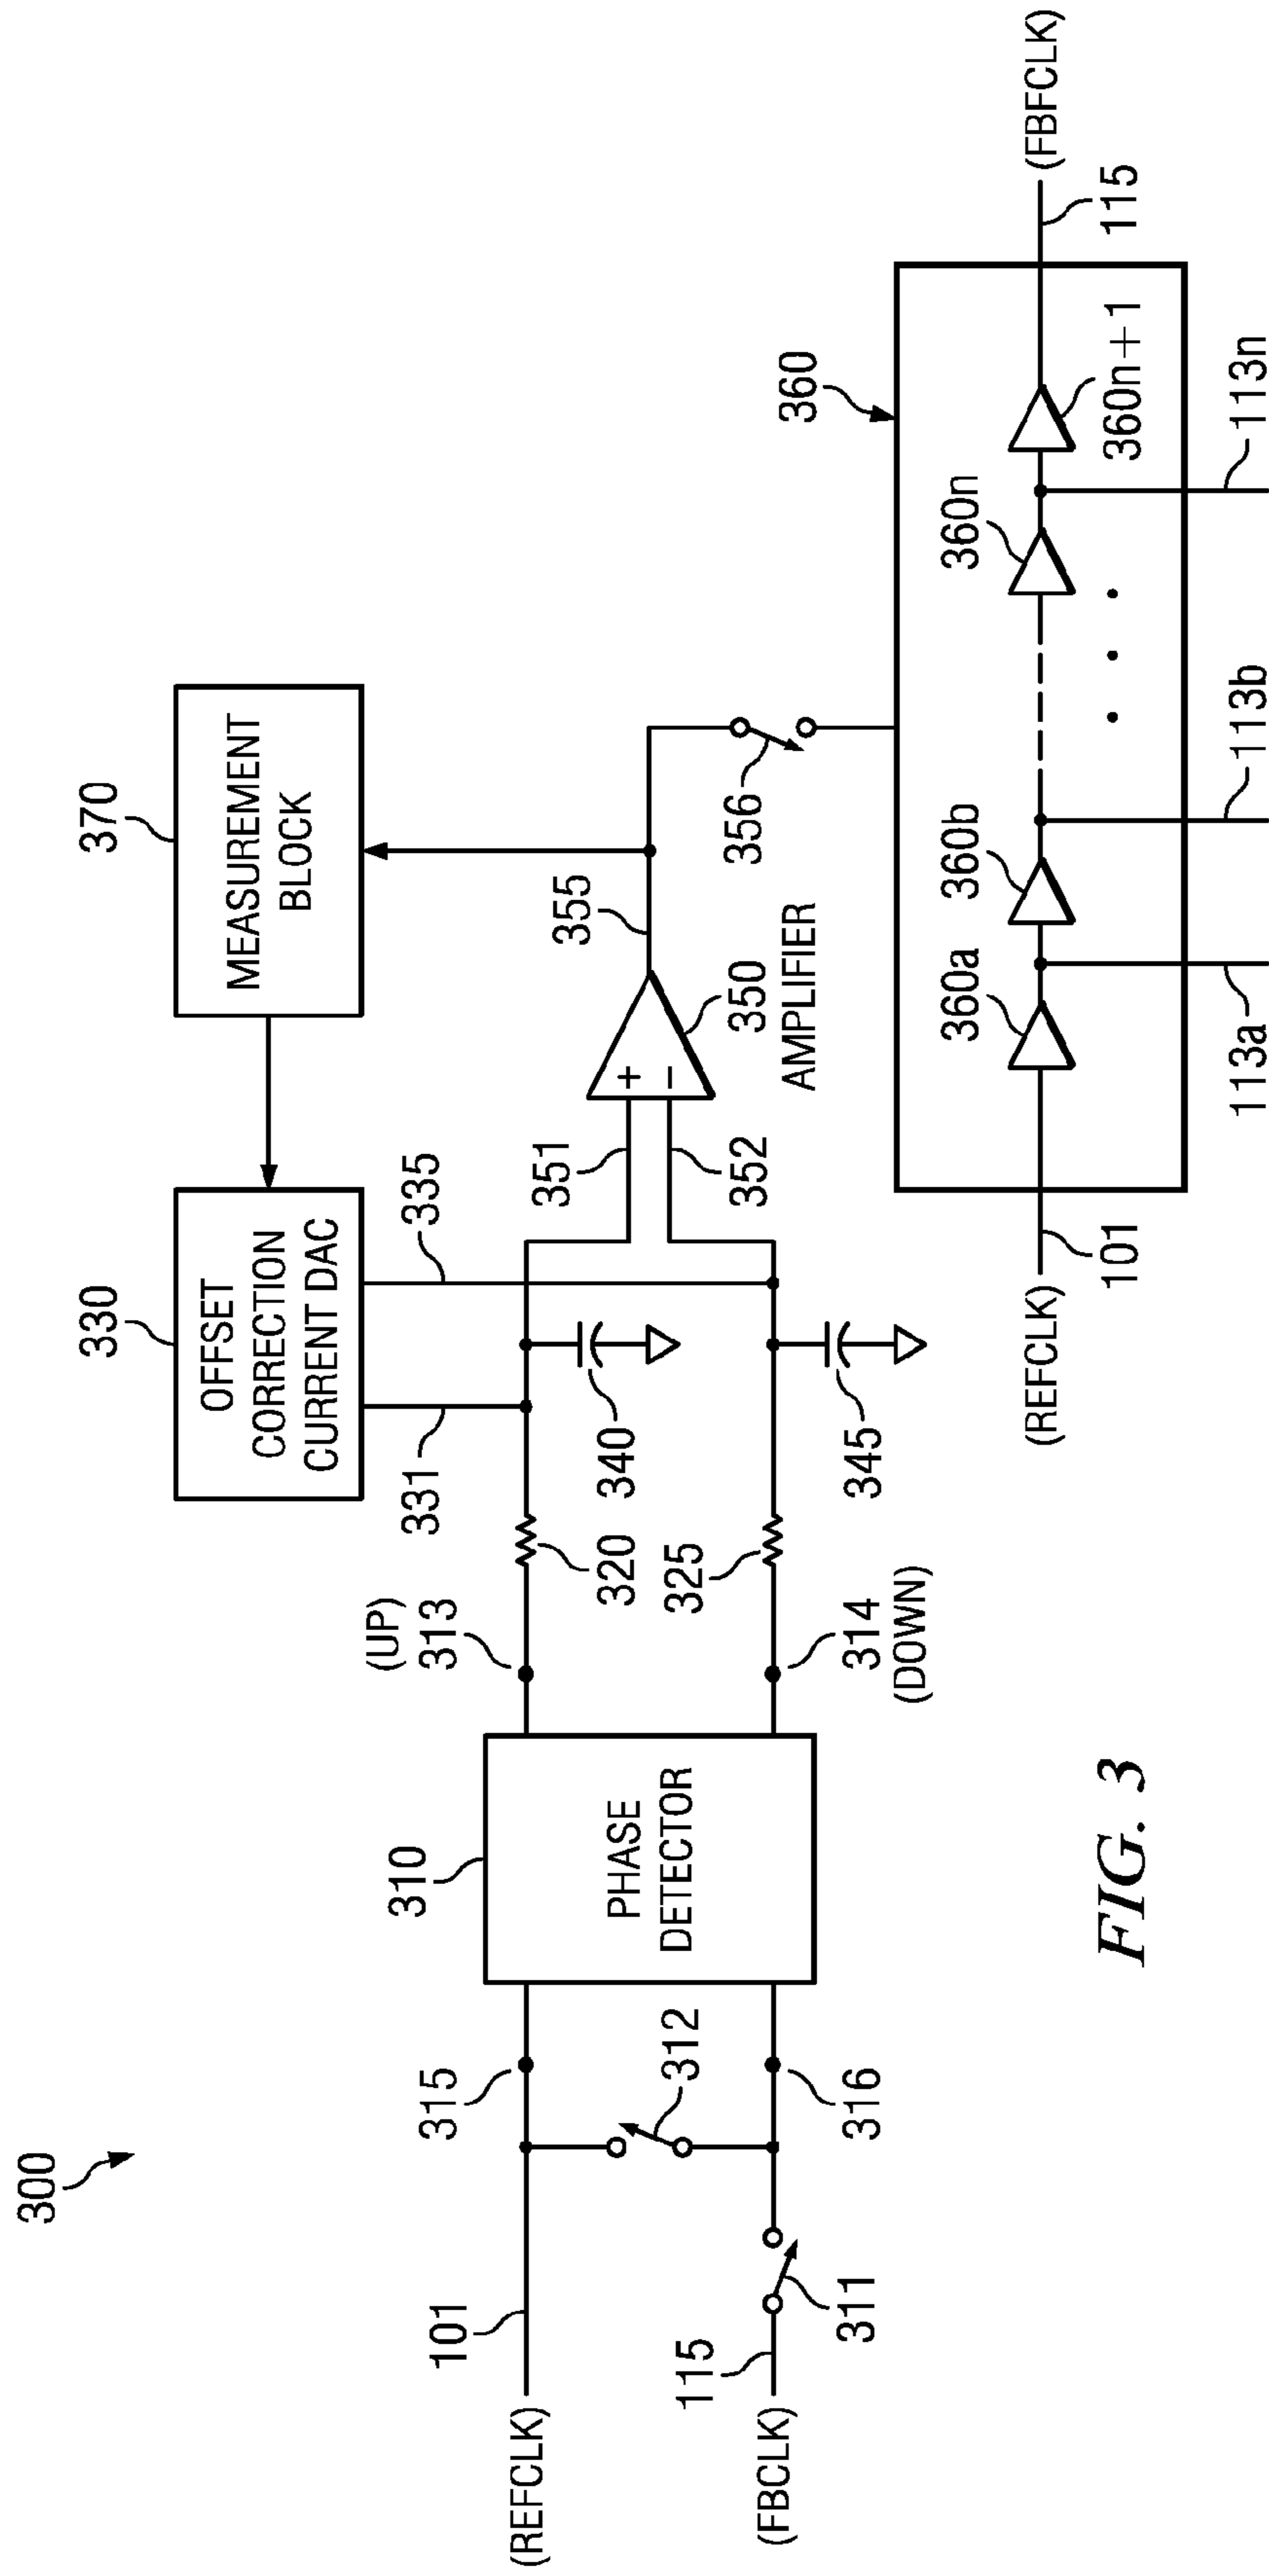 300
370
MEASUREMENT
BLOCK
330
OFFSET
CORRECTION
CURRENT DAC
331
335
(REFCLK)
101
315
312
310
PHASE
DETECTOR
(UP)
313
320
340
351
352
+
−
355
350
AMPLIFIER
356
(FBCLK)
115
311
316
314
(DOWN)
325
345
360
(REFCLK)
101
360a
360b
360n
360n+1
115
(FBFCLK)
113a
113b
113n
FIG. 3